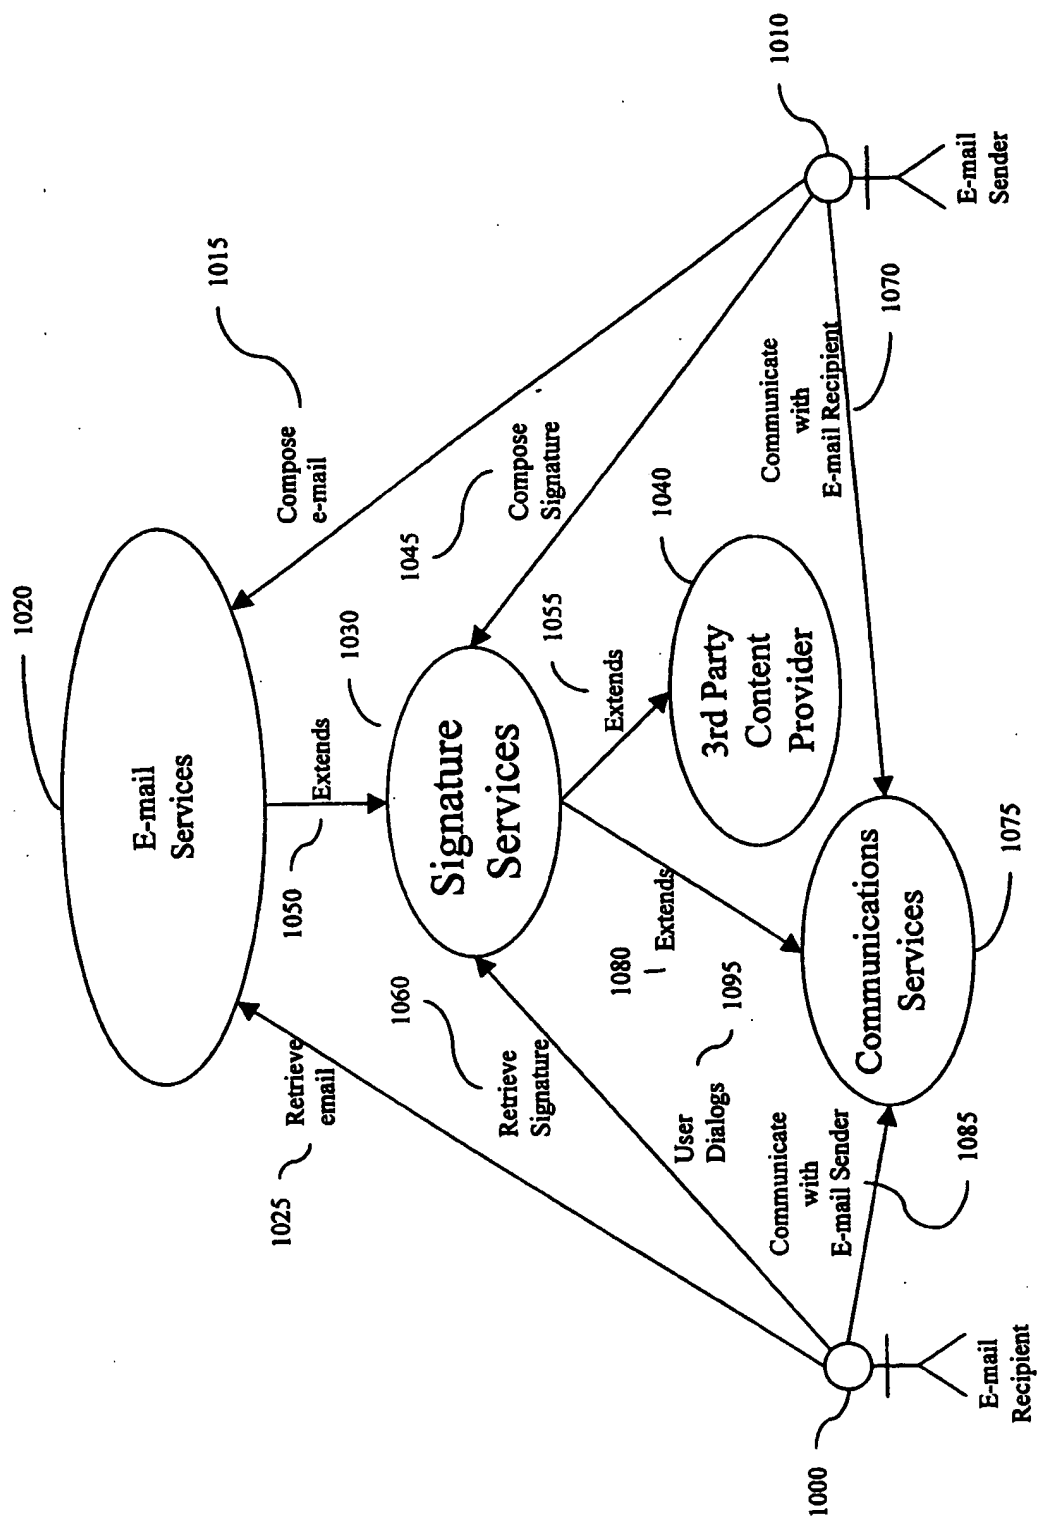 1020
E-mail
Services
1015
Compose
e-mail
1025
Retrieve
email
1050
Extends
1030
Signature
Services
1045
Compose
Signature
1060
Retrieve
Signature
1055
Extends
1080
Extends
1040
3rd Party
Content
Provider
1095
User
Dialogs
Communicate
with
E-mail Recipient
1070
Communicate
with
E-mail Sender
1085
Communications
Services
1075
1010
E-mail
Sender
1000
E-mail
Recipient